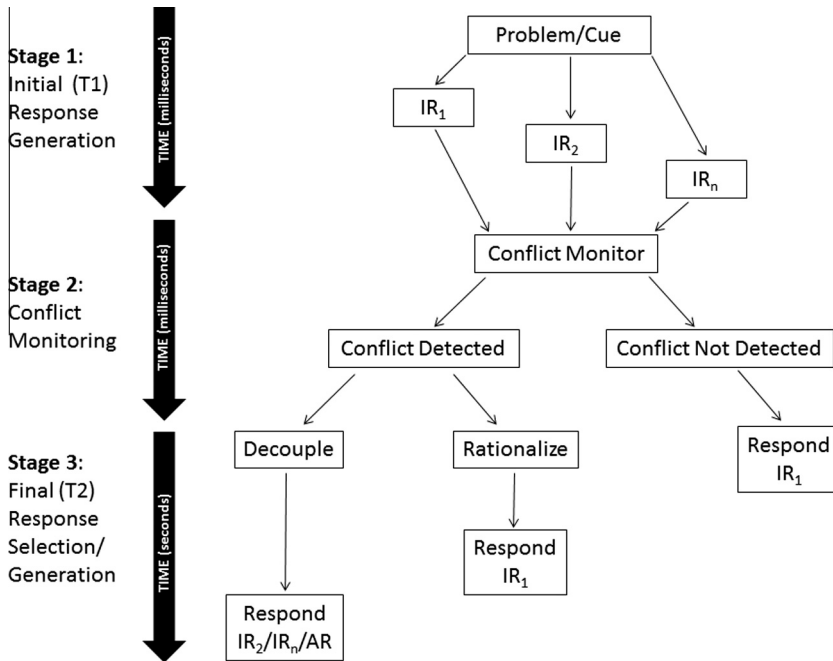 Stage 1:
Initial (T1)
Response
Generation
TIME (milliseconds)
Problem/Cue
IR₁
IR₂
IRₙ
Stage 2:
Conflict
Monitoring
TIME (milliseconds)
Conflict Monitor
Conflict Detected
Conflict Not Detected
Stage 3:
Final (T2)
Response
Selection/
Generation
TIME (seconds)
Decouple
Rationalize
Respond
IR₁
Respond
IR₁
Respond
IR₂/IRₙ/AR